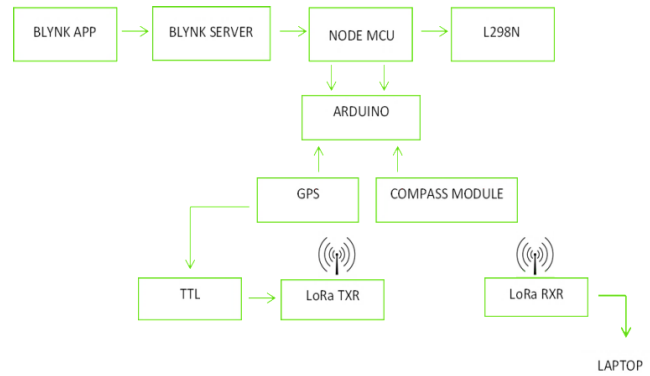 BLYNK APP
BLYNK SERVER
NODE MCU
L298N
ARDUINO
GPS
COMPASS MODULE
TTL
LoRa TXR
LoRa RXR
LAPTOP